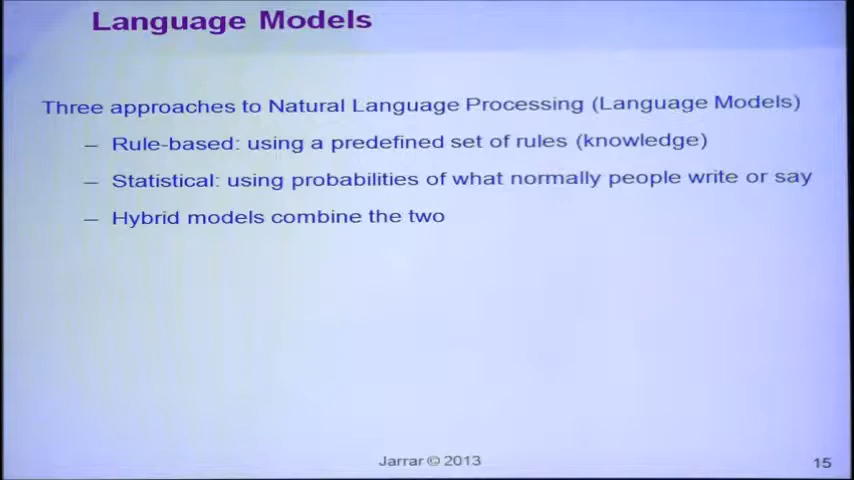 Language Models
Three approaches to Natural Language Processing (Language Models)
– Rule-based: using a predefined set of rules (knowledge)
– Statistical: using probabilities of what normally people write or say
– Hybrid models combine the two
Jarrar © 2013
15